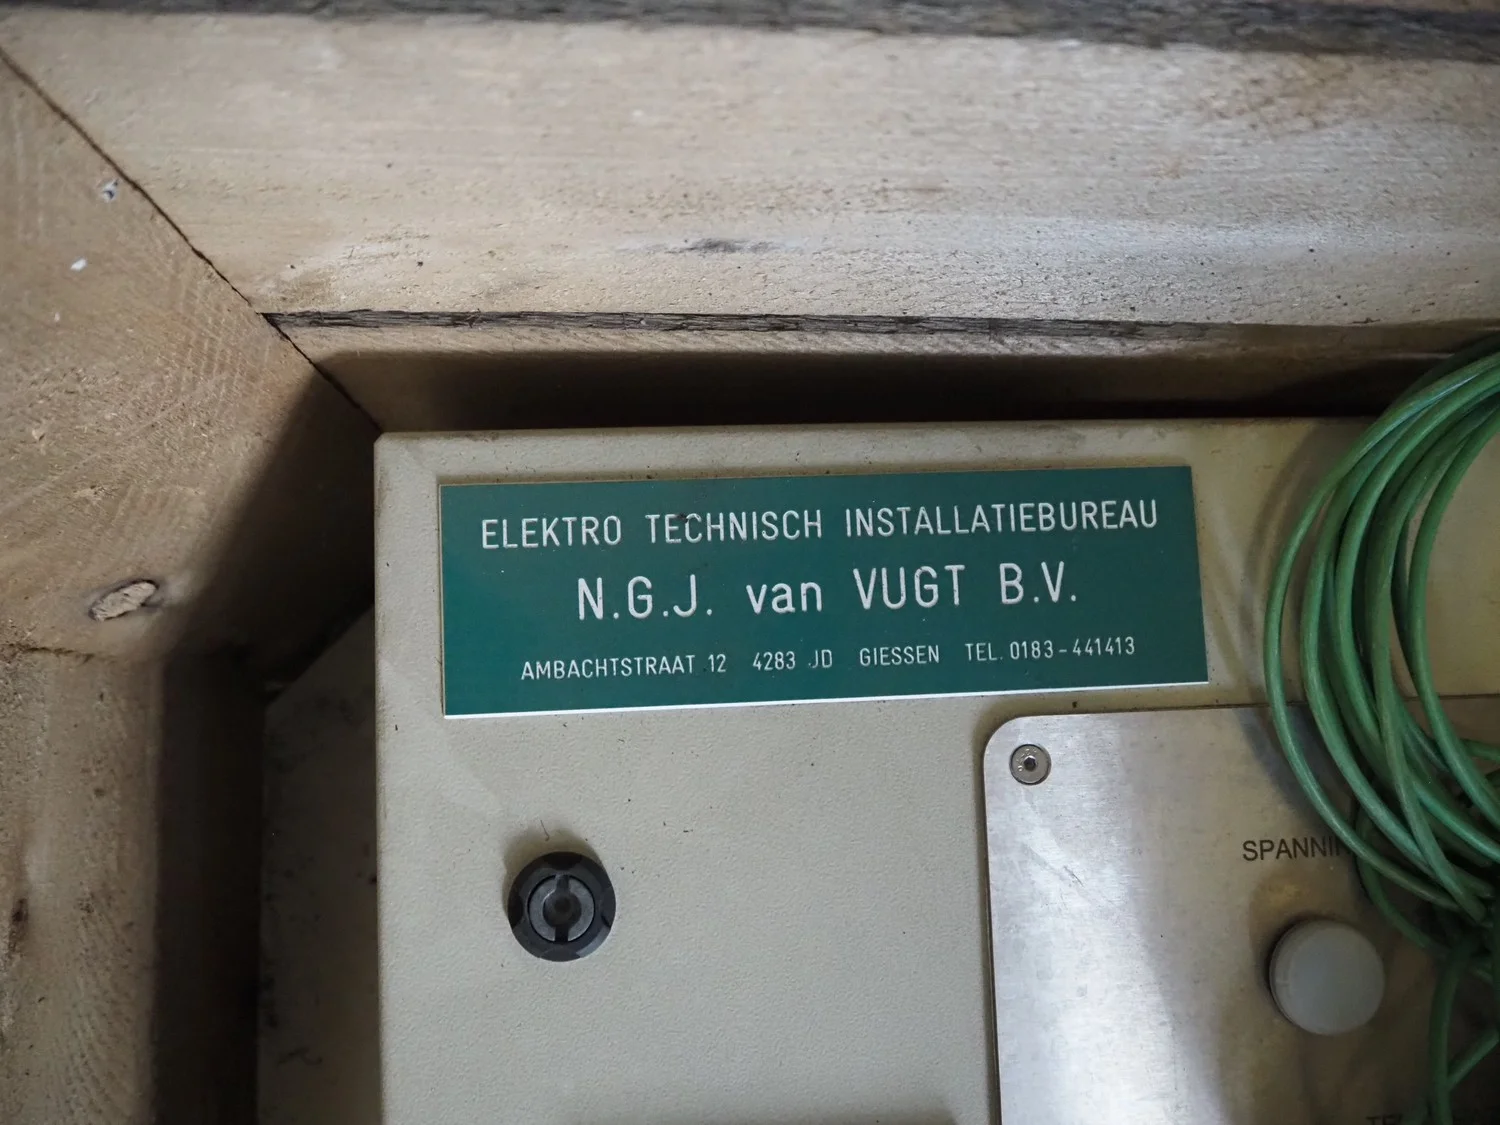 ELEKTRO TECHNISCH INSTALLATIEBUREAU
N.G.J. van VUGT B.V.
AMBACHTSTRAAT 12 4283 JD GIESSEN TEL. 0183-441413